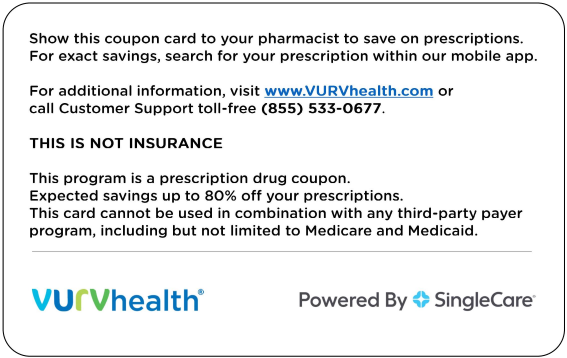 Show this coupon card to your pharmacist to save on prescriptions.
For exact savings, search for your prescription within our mobile app.
For additional information, visit www.VURVhealth.com or
call Customer Support toll-free (855) 533-0677.
THIS IS NOT INSURANCE
This program is a prescription drug coupon.
Expected savings up to 80% off your prescriptions.
This card cannot be used in combination with any third-party payer
program, including but not limited to Medicare and Medicaid.
vurvhealth®
Powered By SingleCare®